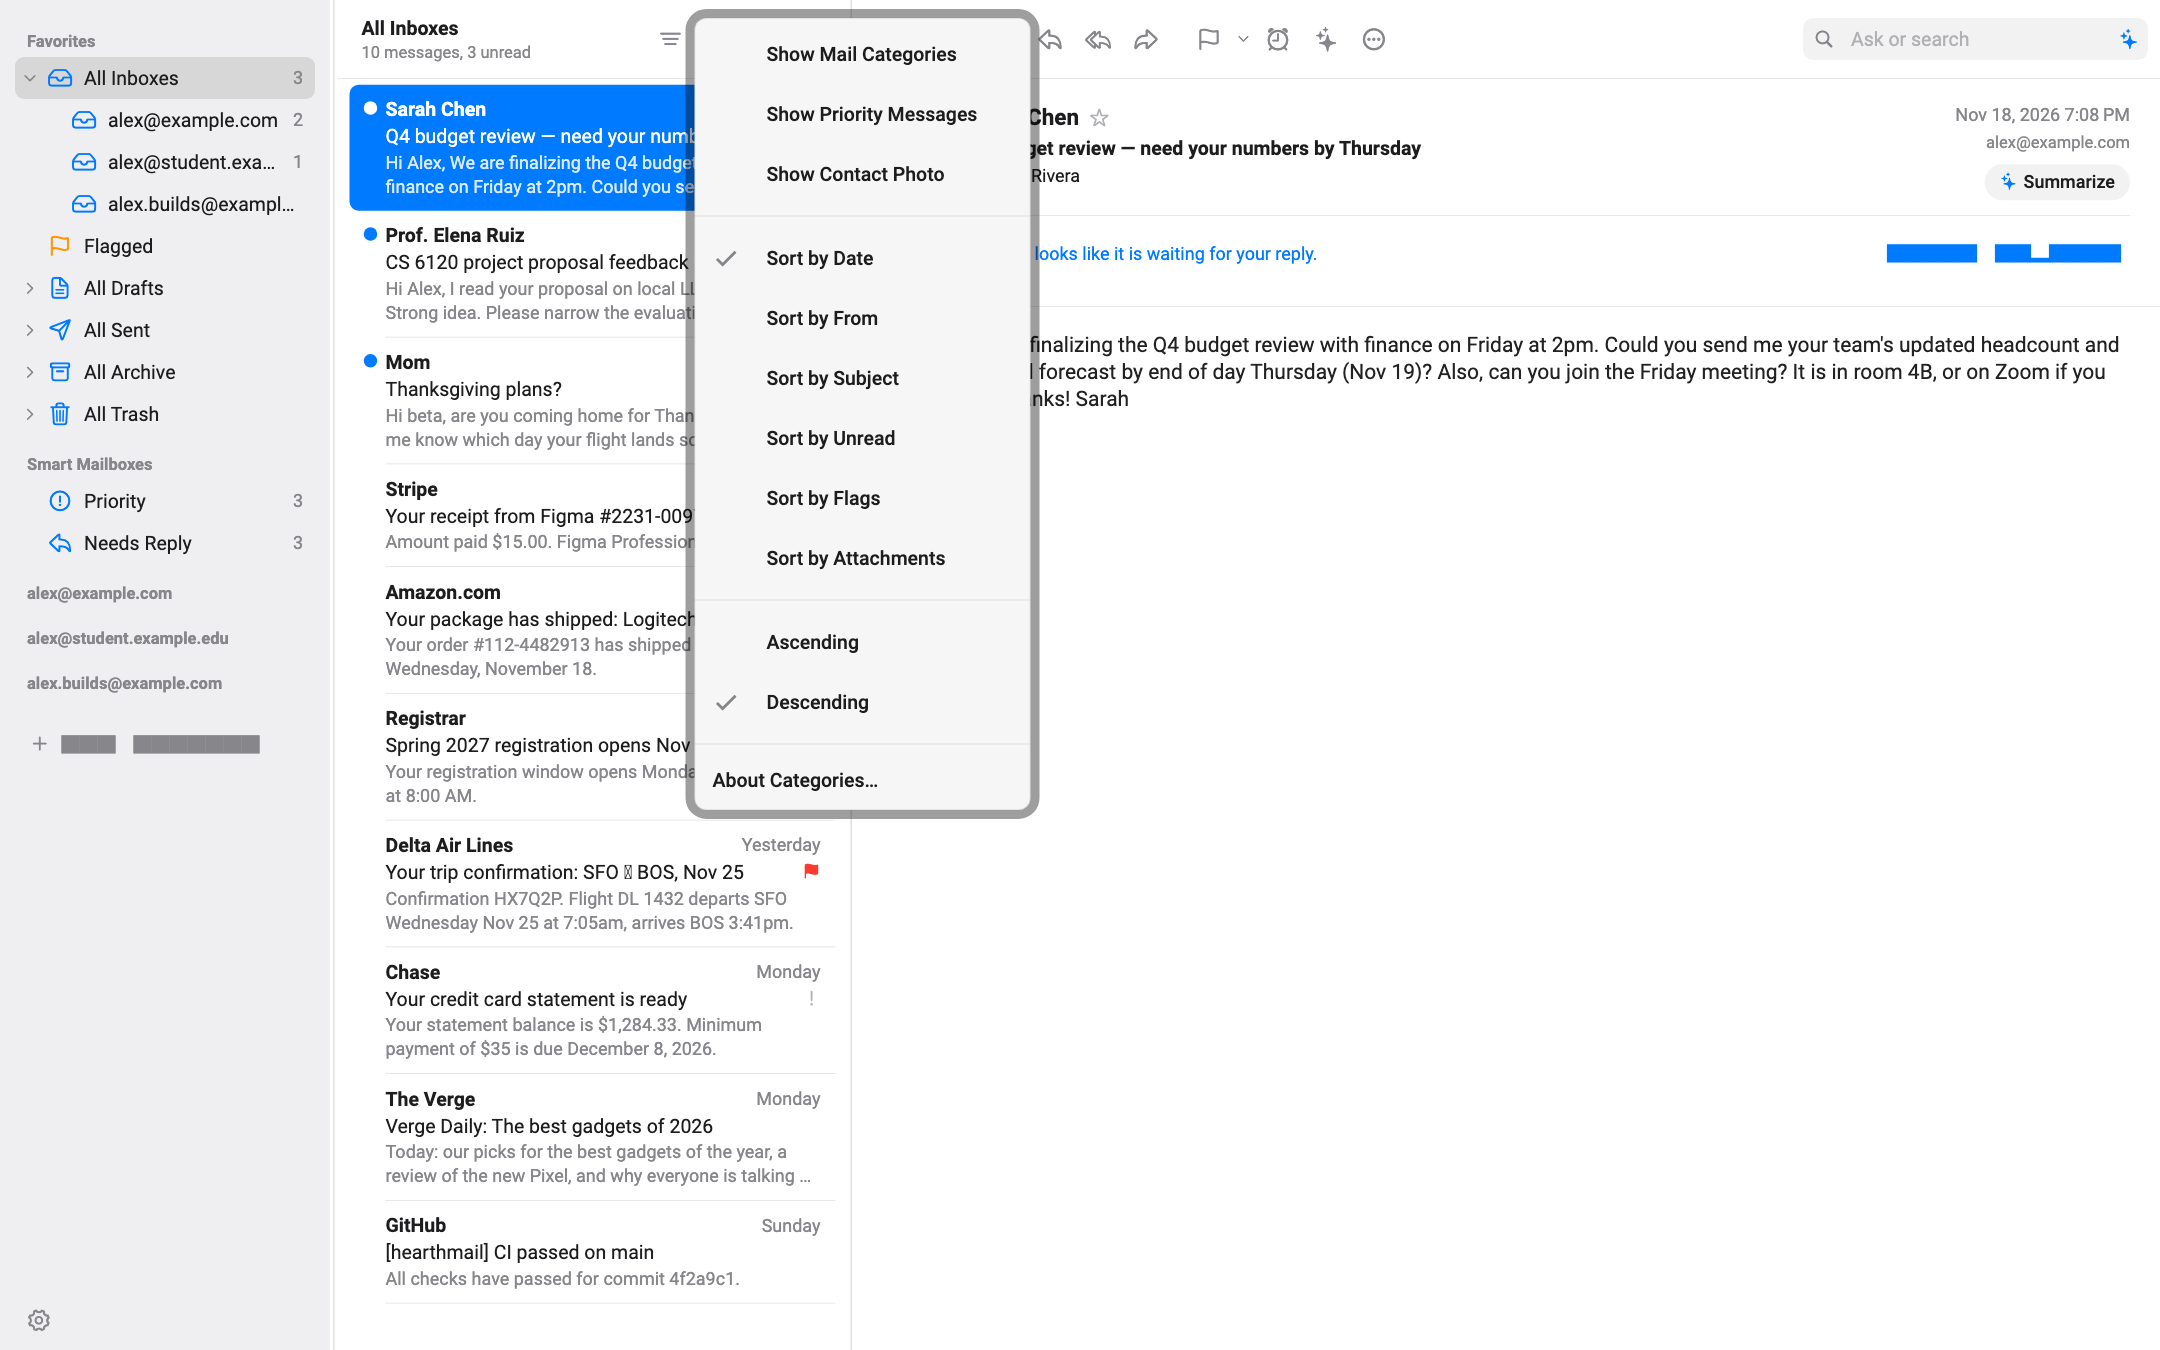 Favorites
All Inboxes 3
alex@example.com 2
alex@student.exa... 1
alex.builds@exampl...
Flagged
All Drafts
All Sent
All Archive
All Trash
Smart Mailboxes
Priority 3
Needs Reply 3
alex@example.com
alex@student.example.edu
alex.builds@example.com
All Inboxes
10 messages, 3 unread
Sarah Chen
Q4 budget review — need your numb
Hi Alex, We are finalizing the Q4 budget
finance on Friday at 2pm. Could you se
Prof. Elena Ruiz
CS 6120 project proposal feedback
Hi Alex, I read your proposal on local LL
Strong idea. Please narrow the evaluati
Mom
Thanksgiving plans?
Hi beta, are you coming home for Than
me know which day your flight lands so
Stripe
Your receipt from Figma #2231-009
Amount paid $15.00. Figma Profession
Amazon.com
Your package has shipped: Logitech
Your order #112-4482913 has shipped
Wednesday, November 18.
Registrar
Spring 2027 registration opens Nov
Your registration window opens Monda
at 8:00 AM.
Delta Air Lines Yesterday
Your trip confirmation: SFO BOS, Nov 25
Confirmation HX7Q2P. Flight DL 1432 departs SFO
Wednesday Nov 25 at 7:05am, arrives BOS 3:41pm.
Chase Monday
Your credit card statement is ready !
Your statement balance is $1,284.33. Minimum
payment of $35 is due December 8, 2026.
The Verge Monday
Verge Daily: The best gadgets of 2026
Today: our picks for the best gadgets of the year, a
review of the new Pixel, and why everyone is talking ...
GitHub Sunday
[hearthmail] CI passed on main
All checks have passed for commit 4f2a9c1.
Show Mail Categories
Show Priority Messages
Show Contact Photo
Sort by Date
Sort by From
Sort by Subject
Sort by Unread
Sort by Flags
Sort by Attachments
Ascending
Descending
About Categories...
Ask or search
Chen
Nov 18, 2026 7:08 PM
get review — need your numbers by Thursday
alex@example.com
Rivera
Summarize
looks like it is waiting for your reply.
finalizing the Q4 budget review with finance on Friday at 2pm. Could you send me your team's updated headcount and
forecast by end of day Thursday (Nov 19)? Also, can you join the Friday meeting? It is in room 4B, or on Zoom if you
nks! Sarah